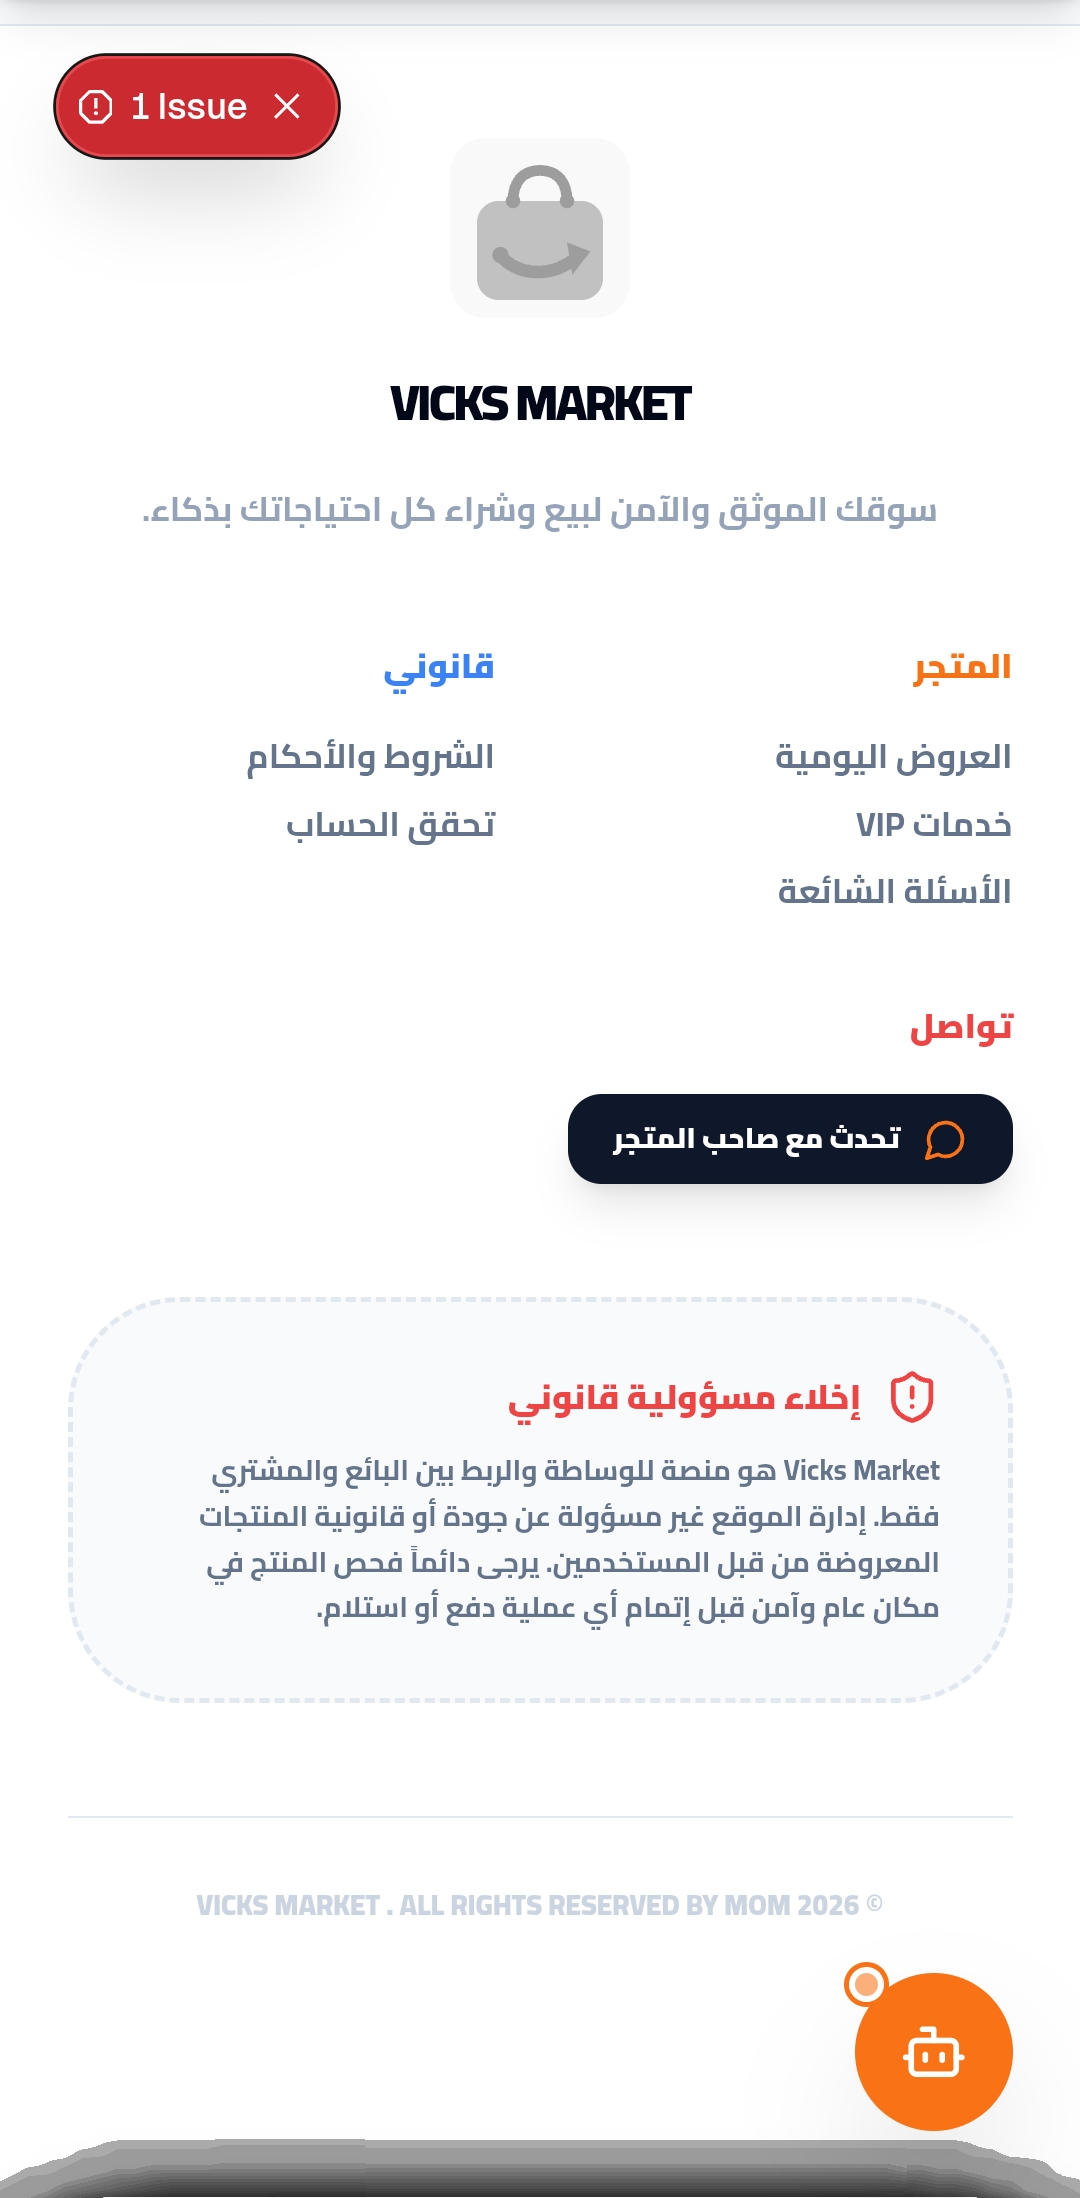 1 Issue
VICKS MARKET
سوقك الموثق والآمن لبيع وشراء كل احتياجاتك بذكاء.
المتجر
العروض اليومية
خدمات VIP
الأسئلة الشائعة
قانوني
الشروط والأحكام
تحقق الحساب
تواصل
تحدث مع صاحب المتجر
إخلاء مسؤولية قانوني
Vicks Market هو منصة للوساطة والربط بين البائع والمشتري
فقط. إدارة الموقع غير مسؤولة عن جودة أو قانونية المنتجات
المعروضة من قبل المستخدمين. يرجى دائماً فحص المنتج في
مكان عام وآمن قبل إتمام أي عملية دفع أو استلام.
VICKS MARKET . ALL RIGHTS RESERVED BY MOM 2026 ©